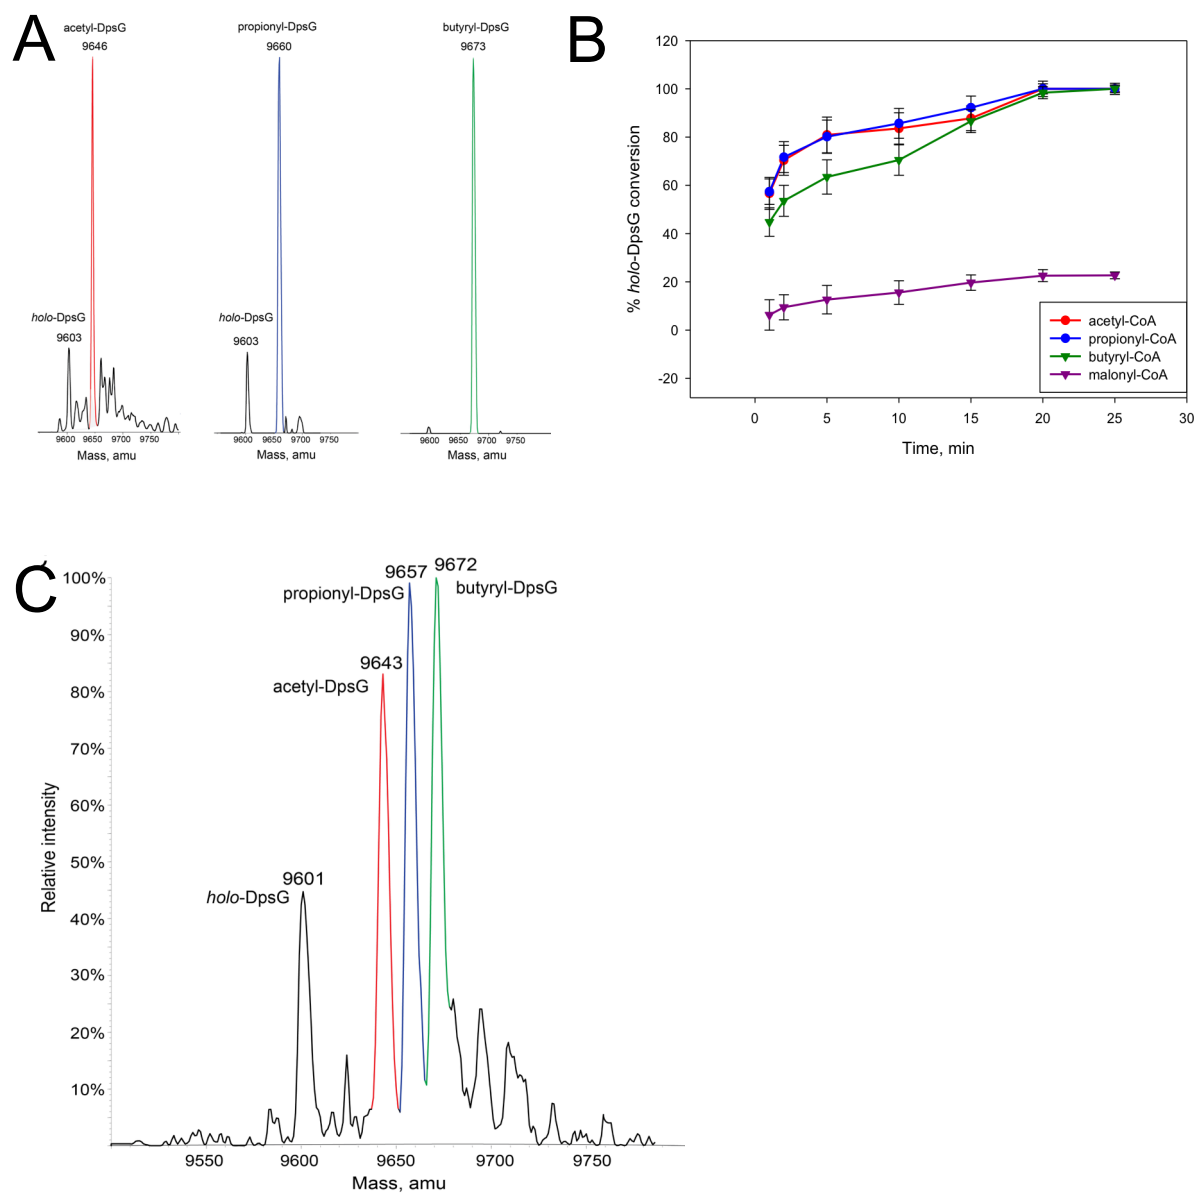 A
acetyl-DpsG
9646
holo-DpsG
9603
9600 9650 9700 9750
Mass, amu
propionyl-DpsG
9660
holo-DpsG
9603
9600 9650 9700 9750
Mass, amu
butyryl-DpsG
9673
9600 9650 9700 9750
Mass, amu
B
120
100
80
60
40
20
0
-20
% holo-DpsG conversion
0 5 10 15 20 25 30
Time, min
acetyl-CoA
propionyl-CoA
butyryl-CoA
malonyl-CoA
C
100%
90%
80%
70%
60%
50%
40%
30%
20%
10%
Relative intensity
9657
9672
propionyl-DpsG
butyryl-DpsG
9643
acetyl-DpsG
9601
holo-DpsG
9550 9600 9650 9700 9750
Mass, amu